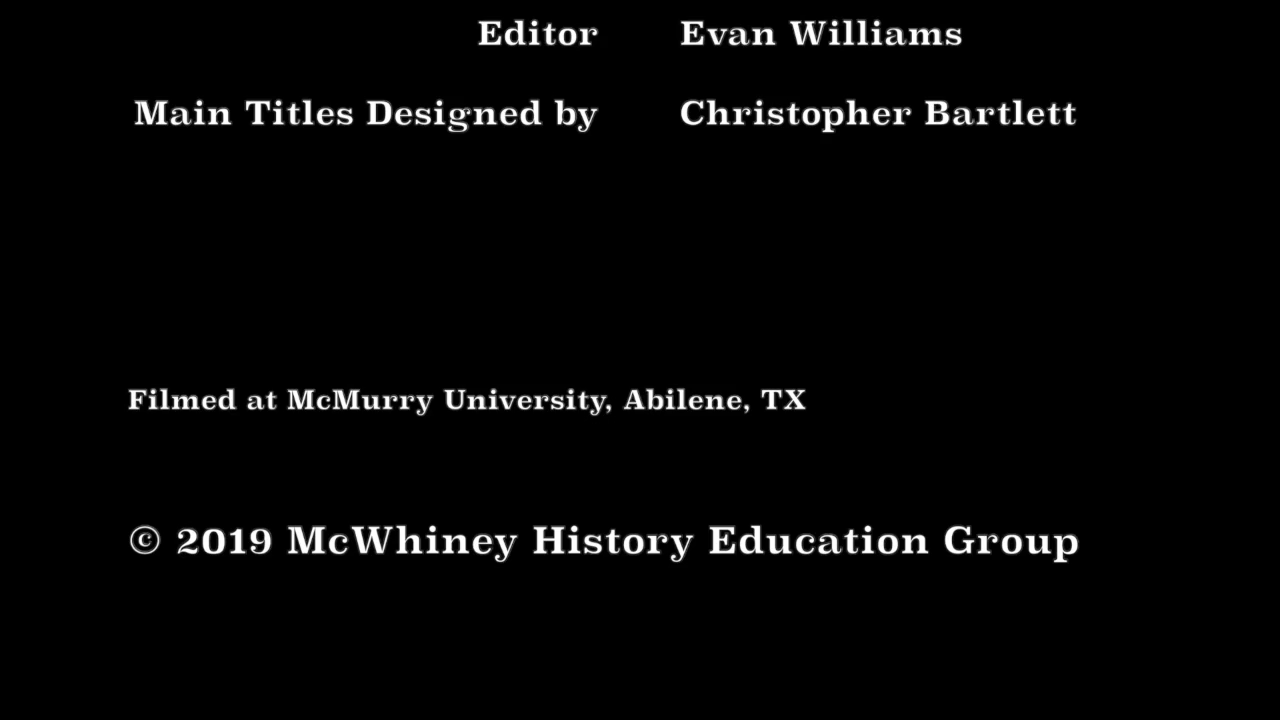 Editor Evan Williams
Main Titles Designed by Christopher Bartlett
Filmed at McMurry University, Abilene, TX
© 2019 McWhiney History Education Group